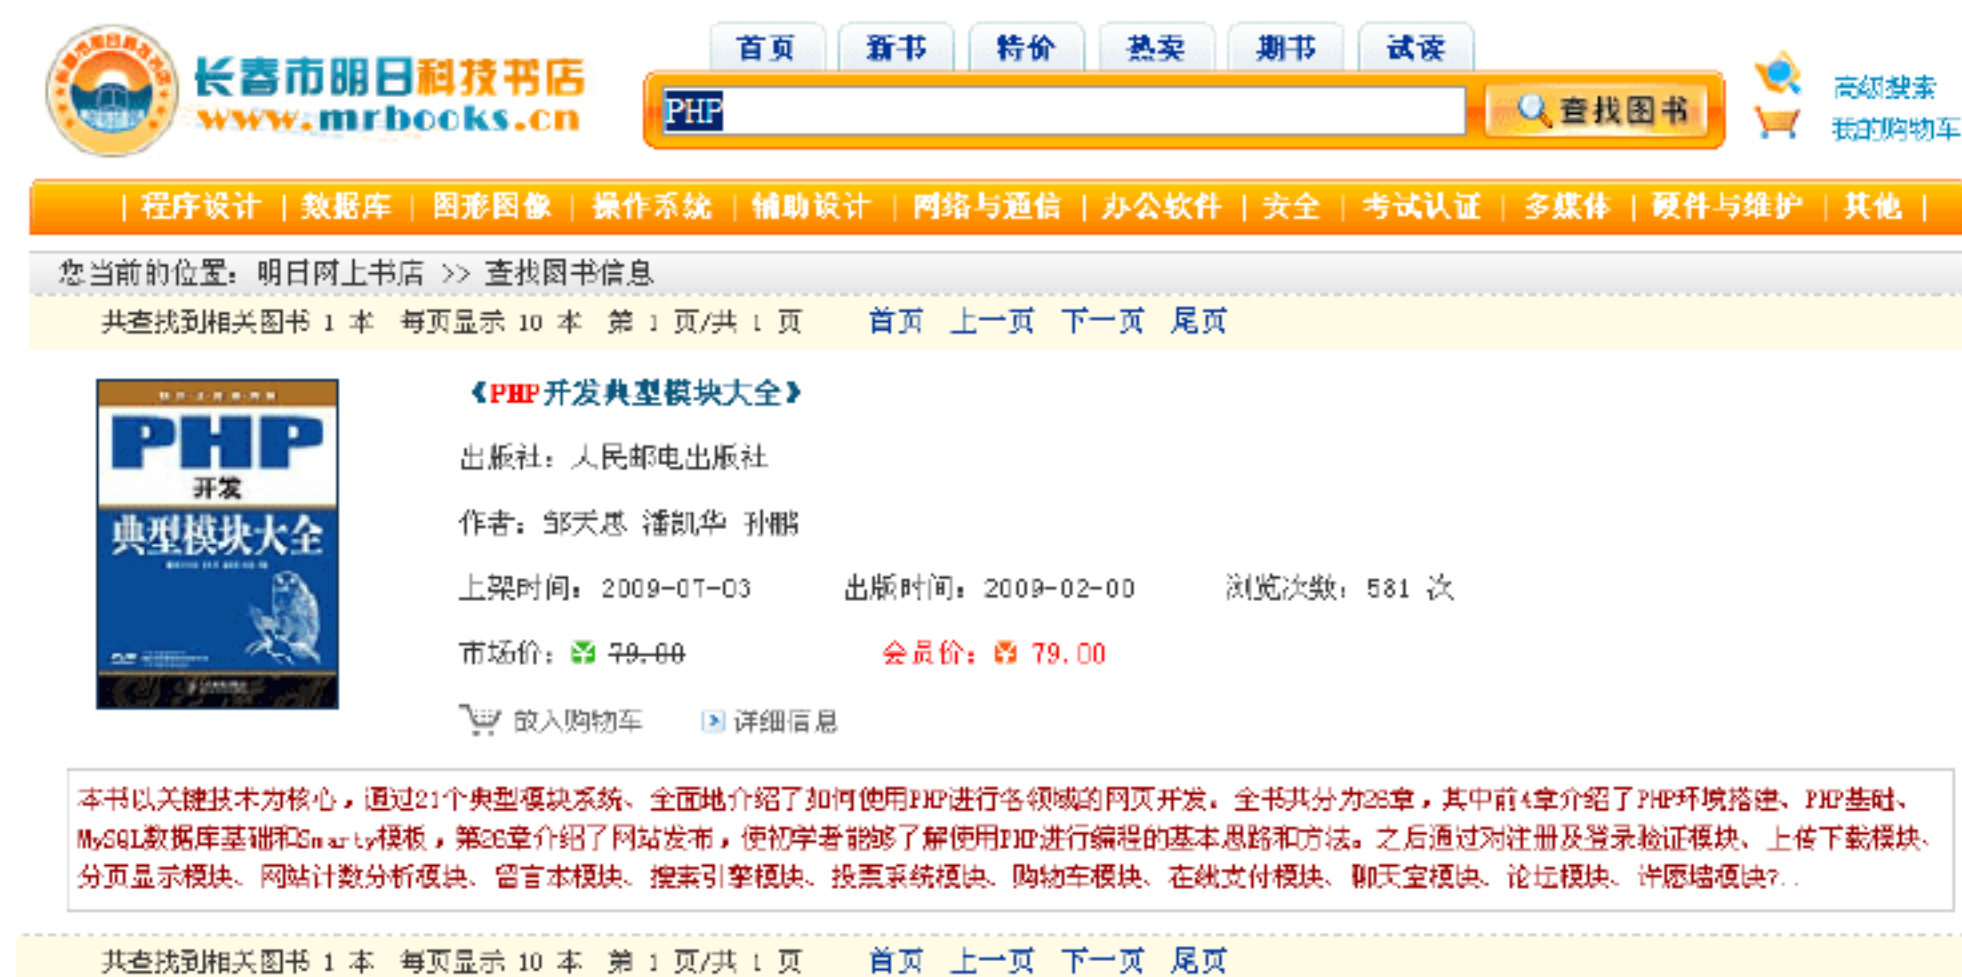 长春市明日科技书店
www.mrbooks.cn
首页 新书 特价 热卖 期书 试读
PHP 查找图书
高级搜索
我的购物车
| 程序设计 | 数据库 | 图形图像 | 操作系统 | 辅助设计 | 网络与通信 | 办公软件 | 安全 | 考试认证 | 多媒体 | 硬件与维护 | 其他 |
您当前的位置：明日网上书店 >> 查找图书信息
共查找到相关图书 1 本 每页显示 10 本 第 1 页/共 1 页 首页 上一页 下一页 尾页
PHP
开发
典型模块大全
《PHP开发典型模块大全》
出版社：人民邮电出版社
作者：邹天思 潘凯华 孙鹏
上架时间：2009-07-03 出版时间：2009-02-00 浏览次数：581 次
市场价：79.00 会员价：79.00
放入购物车 详细信息
本书以关键技术为核心，通过21个典型模块系统、全面地介绍了如何使用PHP进行各领域的网页开发。全书共分为26章，其中前4章介绍了PHP环境搭建、PHP基础、
MySQL数据库基础和Smarty模板，第26章介绍了网站发布，使初学者能够了解使用PHP进行编程的基本思路和方法。之后通过对注册及登录验证模块、上传下载模块、
分页显示模块、网站计数分析模块、留言本模块、搜索引擎模块、投票系统模块、购物车模块、在线支付模块、聊天室模块、论坛模块、许愿墙模块?..
共查找到相关图书 1 本 每页显示 10 本 第 1 页/共 1 页 首页 上一页 下一页 尾页